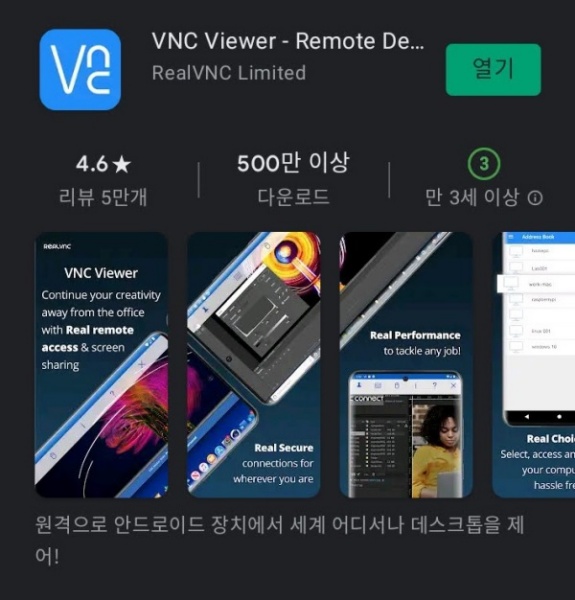 Vnc
VNC Viewer - Remote De...
RealVNC Limited
열기
4.6★
리뷰 5만개
500만 이상
다운로드
3
만 3세 이상 ⓘ
REALVNC
VNC Viewer
Continue your creativity
away from the office
with Real remote
access & screen
sharing
Real Secure
connections for
wherever you are
Real Performance
to tackle any job!
CONNECT
Address Book
work-mac
windows 10
Real Choi
Select, access an
your compu
hassle fre
원격으로 안드로이드 장치에서 세계 어디서나 데스크톱을 제
어!